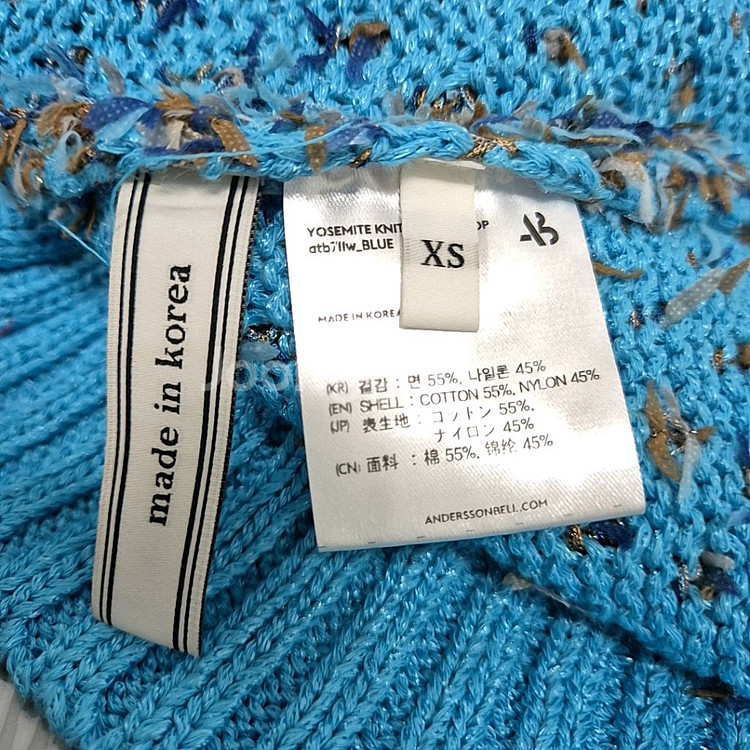 made in korea
YOSEMITE KNIT OP
atb711w_BLUE
XS
MADE IN KOREA
(KR) 겉감 : 면 55%, 나일론 45%
(EN) SHELL : COTTON 55%, NYLON 45%
(JP) 表生地 : コットン 55%,
ナイロン 45%
(CN) 面料 : 棉 55%, 锦纶 45%
ANDERSSONBELL.COM